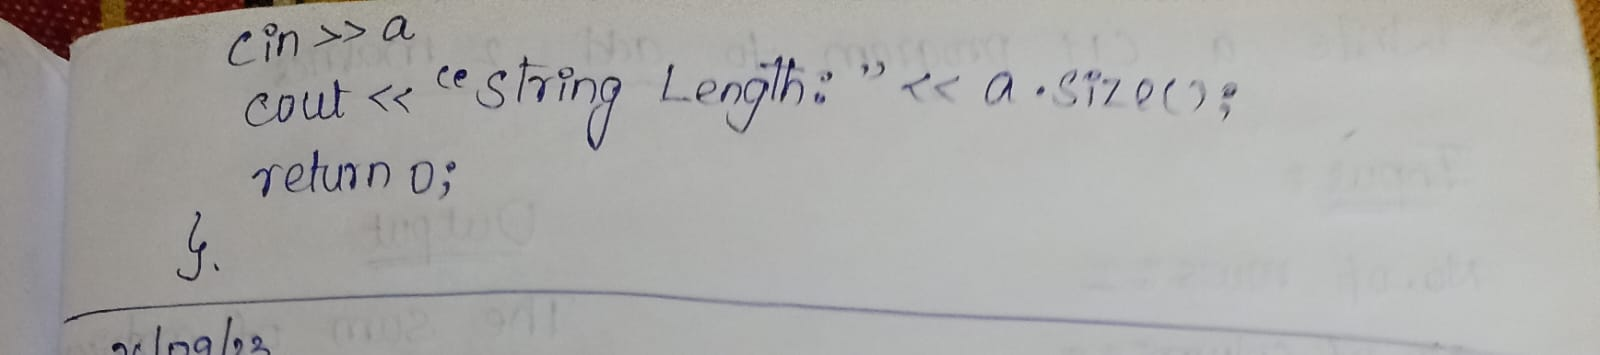 cin >> a
cout << "String Length: " << a.size();
return 0;
}.